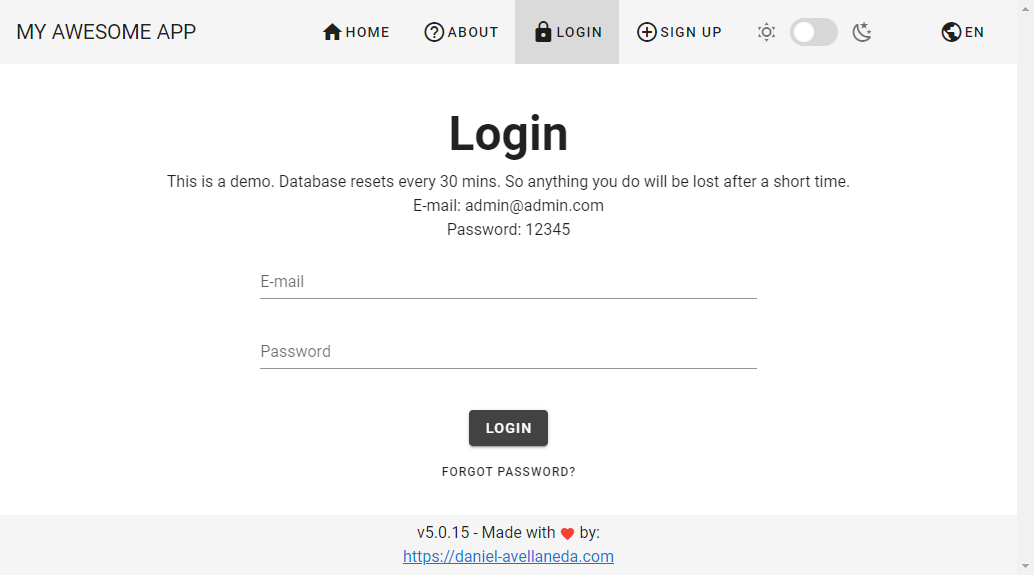 MY AWESOME APP
HOME
ABOUT
LOGIN
SIGN UP
EN
Login
This is a demo. Database resets every 30 mins. So anything you do will be lost after a short time.
E-mail: admin@admin.com
Password: 12345
E-mail
Password
LOGIN
FORGOT PASSWORD?
v5.0.15 - Made with ❤ by:
https://daniel-avellaneda.com